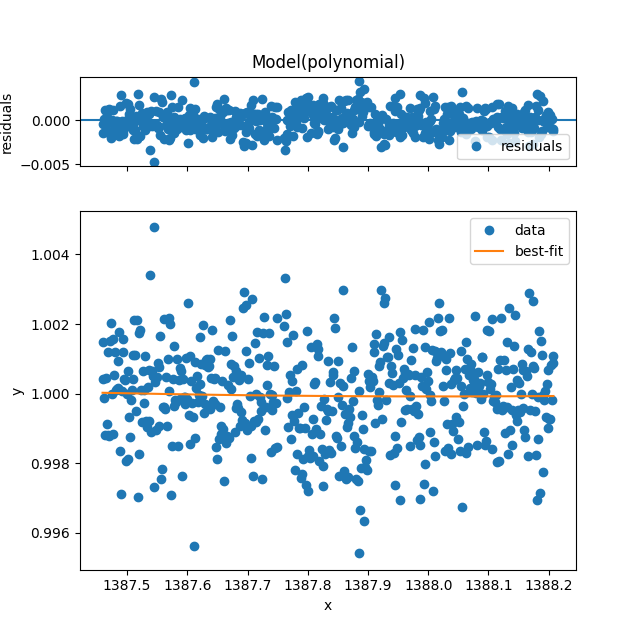 Model(polynomial)
residuals
0.000
−0.005
residuals
1.004
1.002
1.000
0.998
0.996
y
data
best-fit
1387.5 1387.6 1387.7 1387.8 1387.9 1388.0 1388.1 1388.2
x